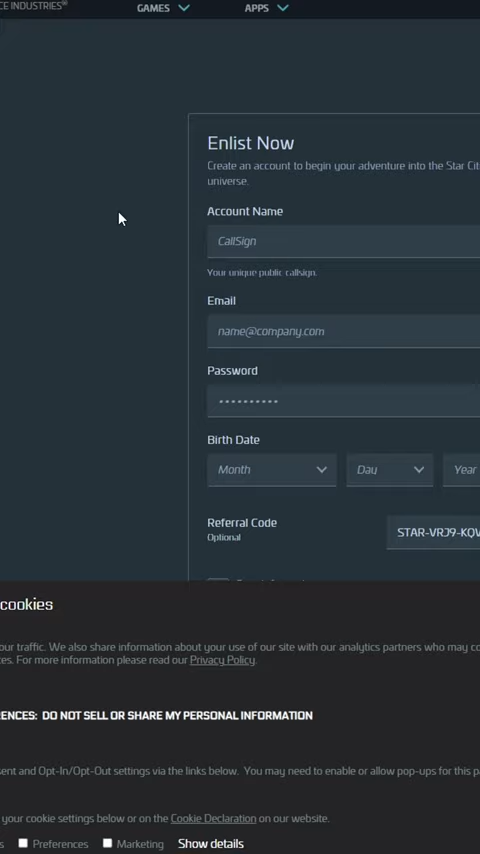 CE INDUSTRIES®
GAMES
APPS
Enlist Now
Create an account to begin your adventure into the Star Cit
universe.
Account Name
CallSign
Your unique public callsign.
Email
name@company.com
Password
Birth Date
Month
Day
Year
Referral Code
Optional
STAR-VRJ9-KQV
cookies
our traffic. We also share information about your use of our site with our analytics partners who may co
ces. For more information please read our Privacy Policy.
ENCES: DO NOT SELL OR SHARE MY PERSONAL INFORMATION
sent and Opt-In/Opt-Out settings via the links below. You may need to enable or allow pop-ups for this pa
your cookie settings below or on the Cookie Declaration on our website.
s
Preferences
Marketing
Show details